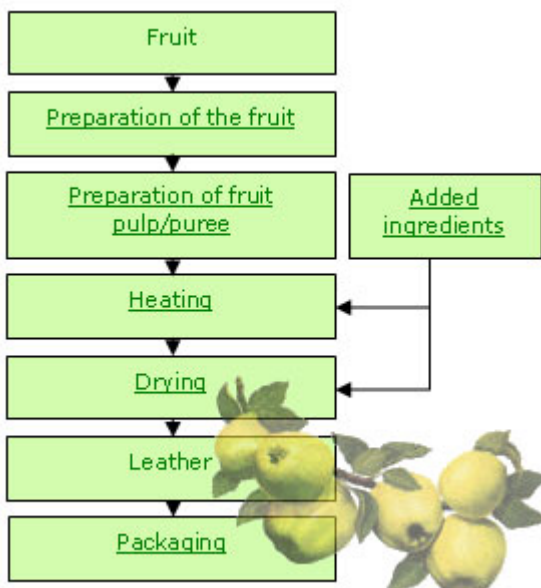 Fruit
Preparation of the fruit
Preparation of fruit
pulp/puree
Added
ingredients
Heating
Drying
Leather
Packaging